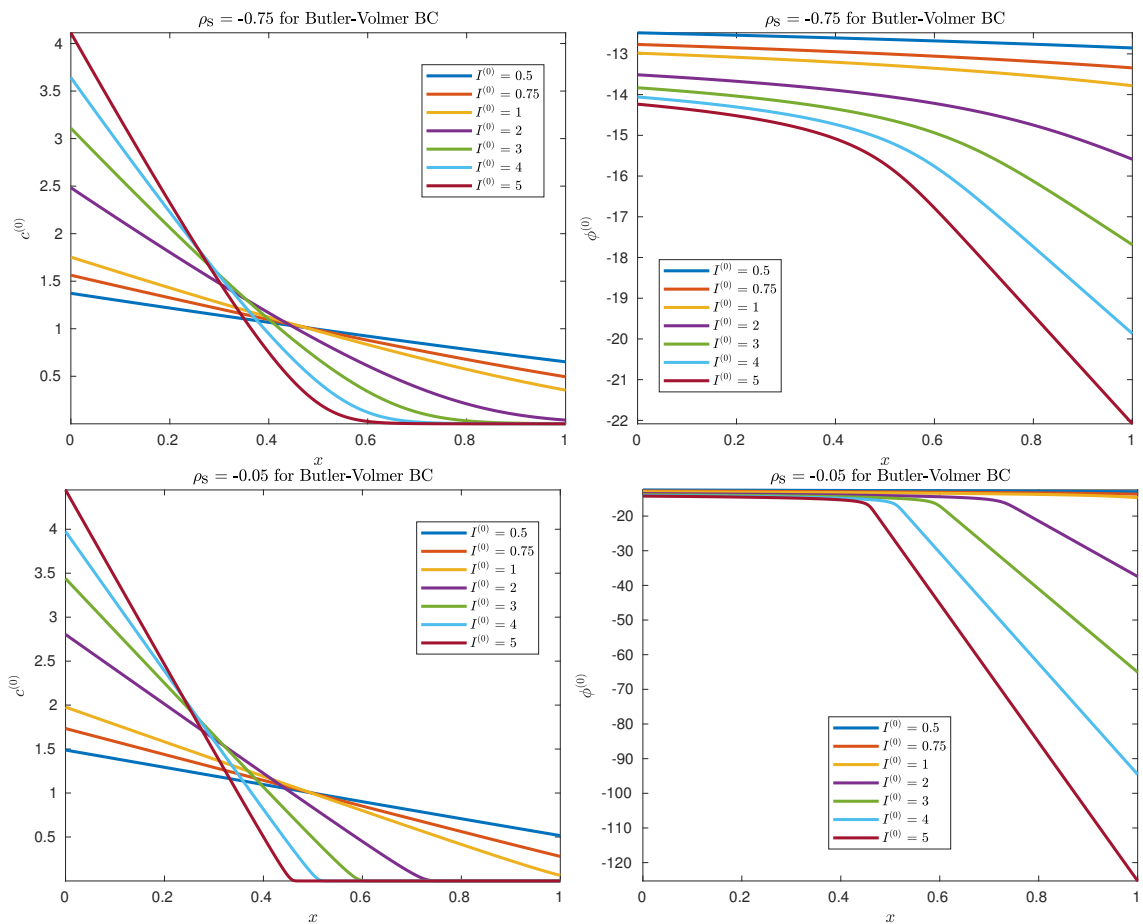 ρs = -0.75 for Butler-Volmer BC
4
3.5
3
2.5
2
1.5
1
0.5
c^(0)
I^(0) = 0.5
I^(0) = 0.75
I^(0) = 1
I^(0) = 2
I^(0) = 3
I^(0) = 4
I^(0) = 5
0 0.2 0.4 0.6 0.8 1
x
ρs = -0.75 for Butler-Volmer BC
-13
-14
-15
-16
-17
-18
-19
-20
-21
-22
ϕ^(0)
I^(0) = 0.5
I^(0) = 0.75
I^(0) = 1
I^(0) = 2
I^(0) = 3
I^(0) = 4
I^(0) = 5
0 0.2 0.4 0.6 0.8 1
x
ρs = -0.05 for Butler-Volmer BC
4
3.5
3
2.5
2
1.5
1
0.5
c^(0)
I^(0) = 0.5
I^(0) = 0.75
I^(0) = 1
I^(0) = 2
I^(0) = 3
I^(0) = 4
I^(0) = 5
0 0.2 0.4 0.6 0.8 1
x
ρs = -0.05 for Butler-Volmer BC
-20
-30
-40
-50
-60
-70
-80
-90
-100
-110
-120
ϕ^(0)
I^(0) = 0.5
I^(0) = 0.75
I^(0) = 1
I^(0) = 2
I^(0) = 3
I^(0) = 4
I^(0) = 5
0 0.2 0.4 0.6 0.8 1
x